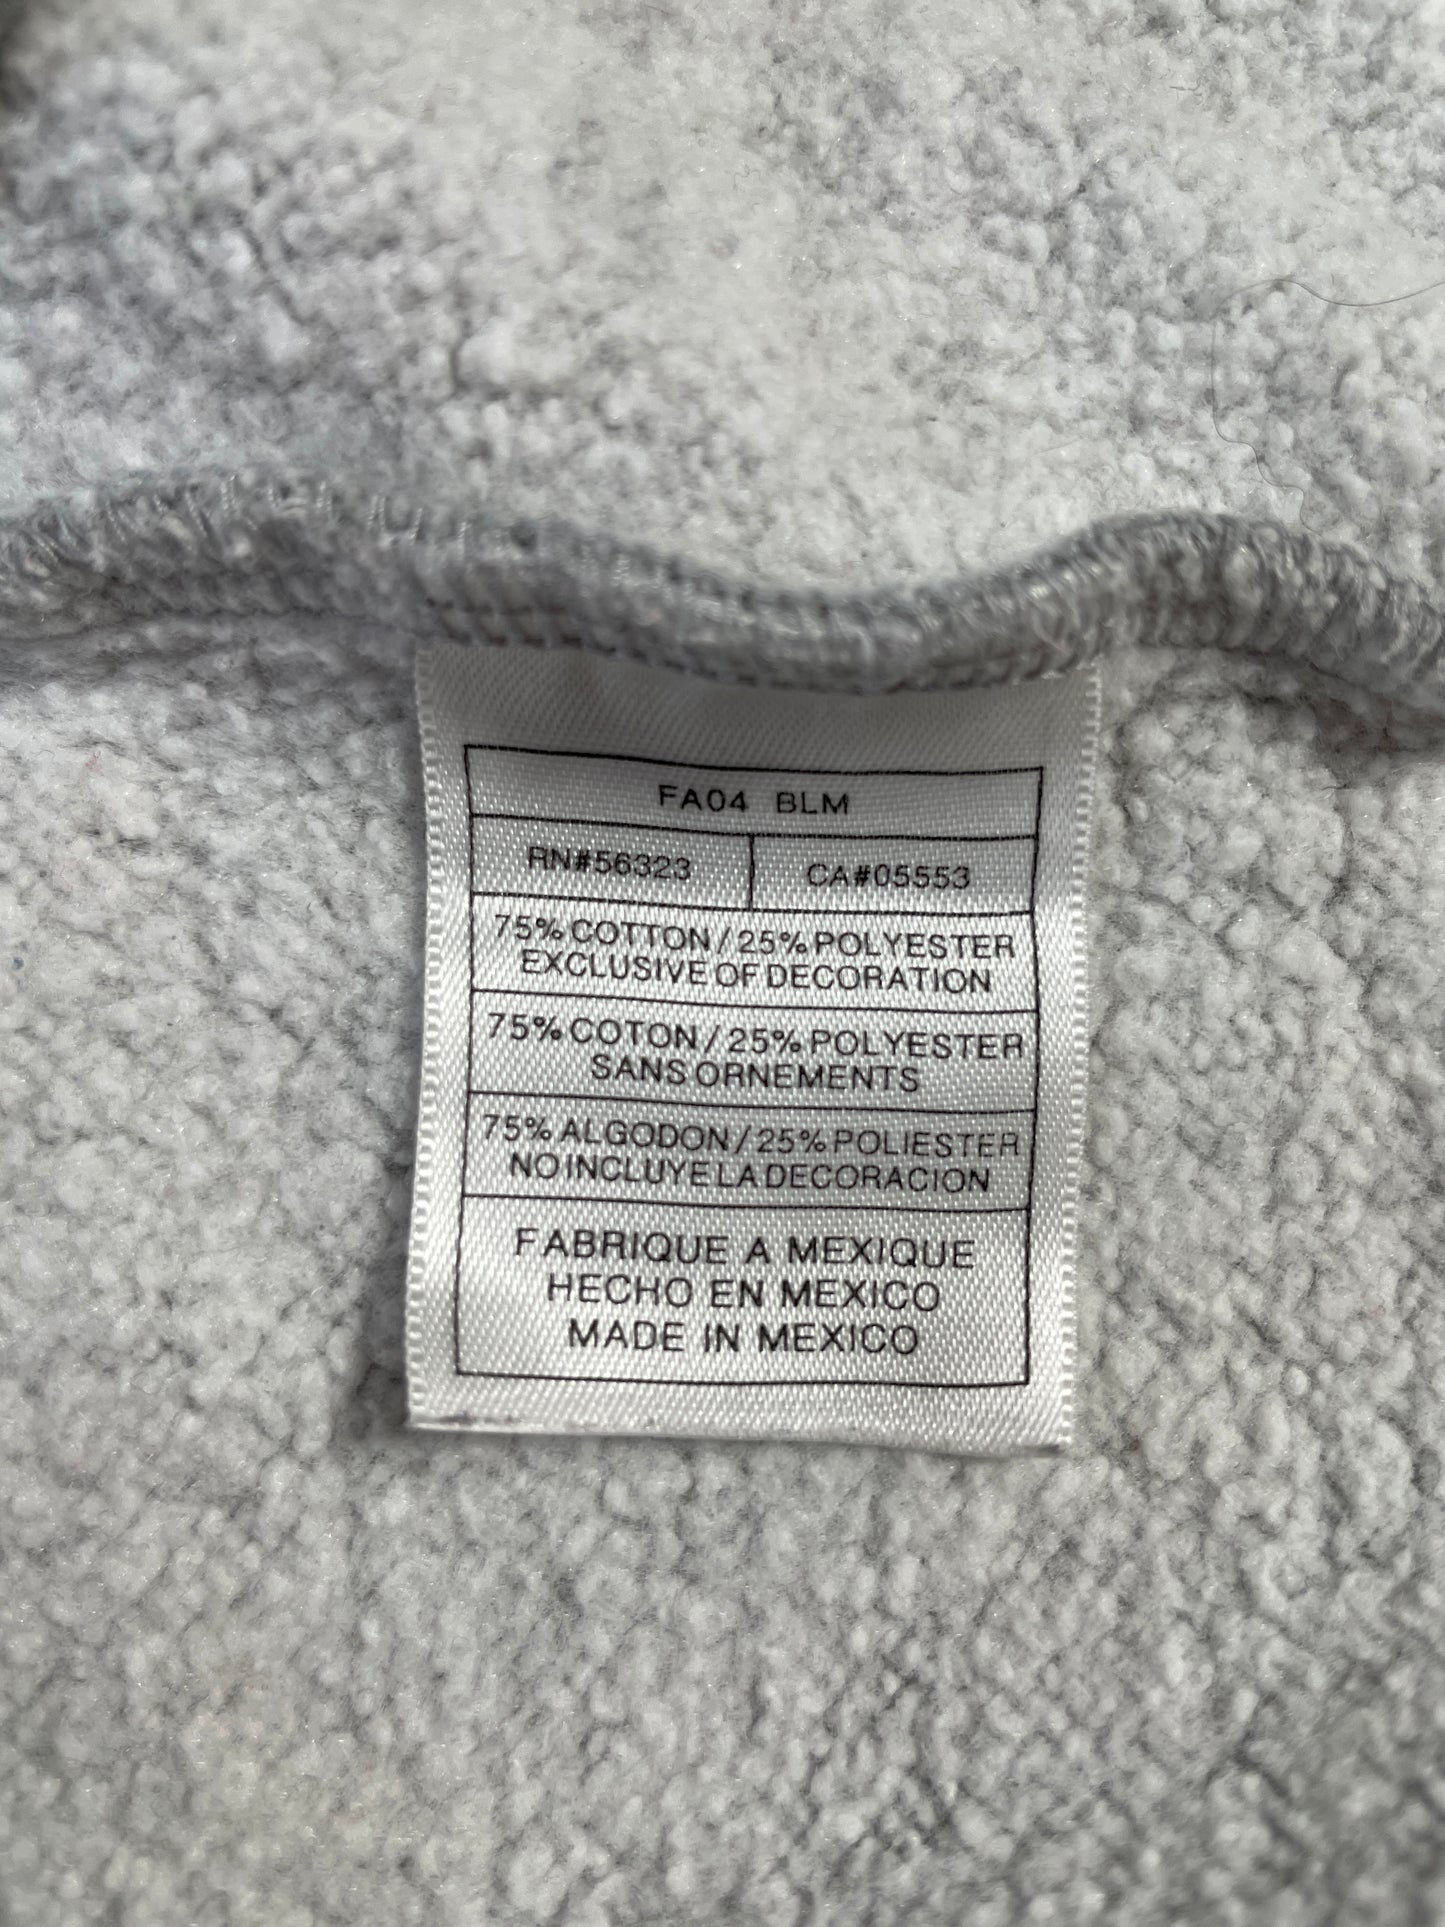 FA04 BLM
RN#56323 CA#05553
75% COTTON / 25% POLYESTER
EXCLUSIVE OF DECORATION
75% COTON / 25% POLYESTER
SANS ORNEMENTS
75% ALGODON / 25% POLIESTER
NO INCLUYE LA DECORACION
FABRIQUE A MEXIQUE
HECHO EN MEXICO
MADE IN MEXICO